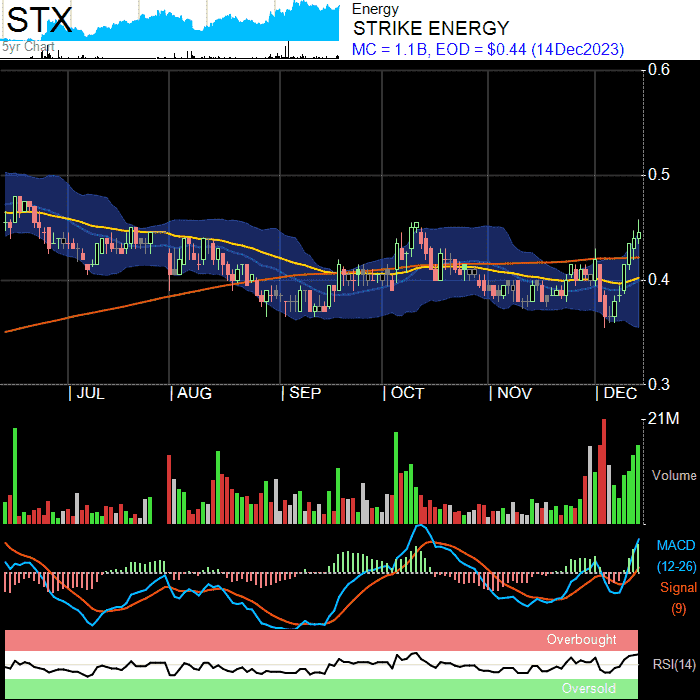 STX
5yr Chart
Energy
STRIKE ENERGY
MC = 1.1B, EOD = $0.44 (14Dec2023)
0.6
0.5
0.4
0.3
JUL AUG SEP OCT NOV DEC
21M
Volume
MACD
(12-26)
Signal
(9)
Overbought
RSI(14)
Oversold